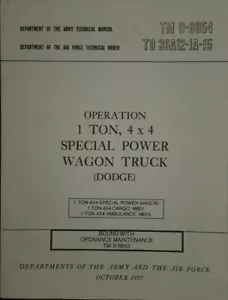 DEPARTMENT OF THE ARMY TECHNICAL MANUAL
TM 9-8854
DEPARTMENT OF THE AIR FORCE TECHNICAL ORDER
TO 36A12-1A-15
OPERATION
1 TON, 4 x 4
SPECIAL POWER
WAGON TRUCK
(DODGE)
1 TON 4X4 SPECIAL POWER WAGON
1 TON 4X4 CARGO, M601
1 TON 4X4 AMBULANCE,
BOUND WITH:
ORDNANCE MAINTENANCE
TM 9-8855
DEPARTMENTS OF THE ARMY AND THE AIR FORCE
OCTOBER 1957